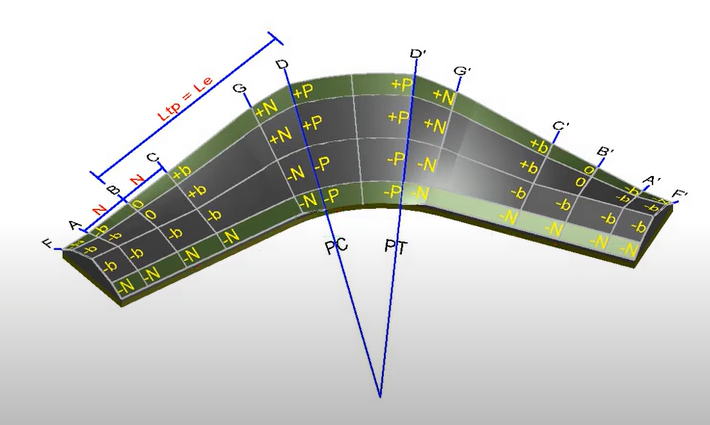 Ltp = Le
N
N
F
-b
-b
-b
-N
A
-b
-b
-b
-N
B
0
0
-b
-N
C
+b
+b
-b
-N
G
+N
+N
-N
-N
D
+P
+P
-P
-P
PC
D'
+P
+P
-P
-P
PT
G'
+N
+N
-N
-N
C'
+b
+b
-b
-N
B'
0
0
-b
-N
A'
-b
-b
-b
-N
F'
-b
-b
-b
-N